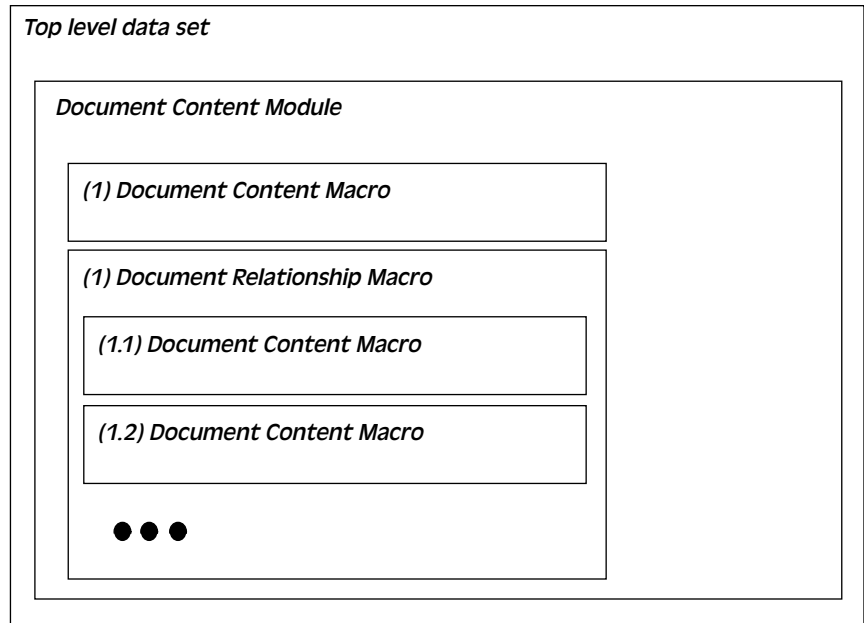 Top level data set
Document Content Module
(1) Document Content Macro
(1) Document Relationship Macro
(1.1) Document Content Macro
(1.2) Document Content Macro